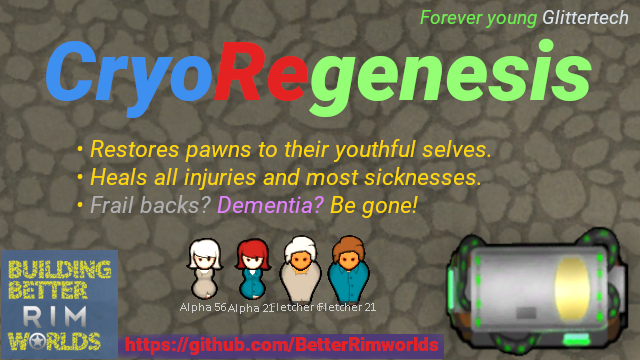 Forever young Glittertech
CryoRegenesis
• Restores pawns to their youthful selves.
• Heals all injuries and most sicknesses.
• Frail backs? Dementia? Be gone!
BUILDING
BETTER
RIM
WORLDS
Alpha 56 Alpha 21 Fletcher Fletcher 21
https://github.com/BetterRimworlds